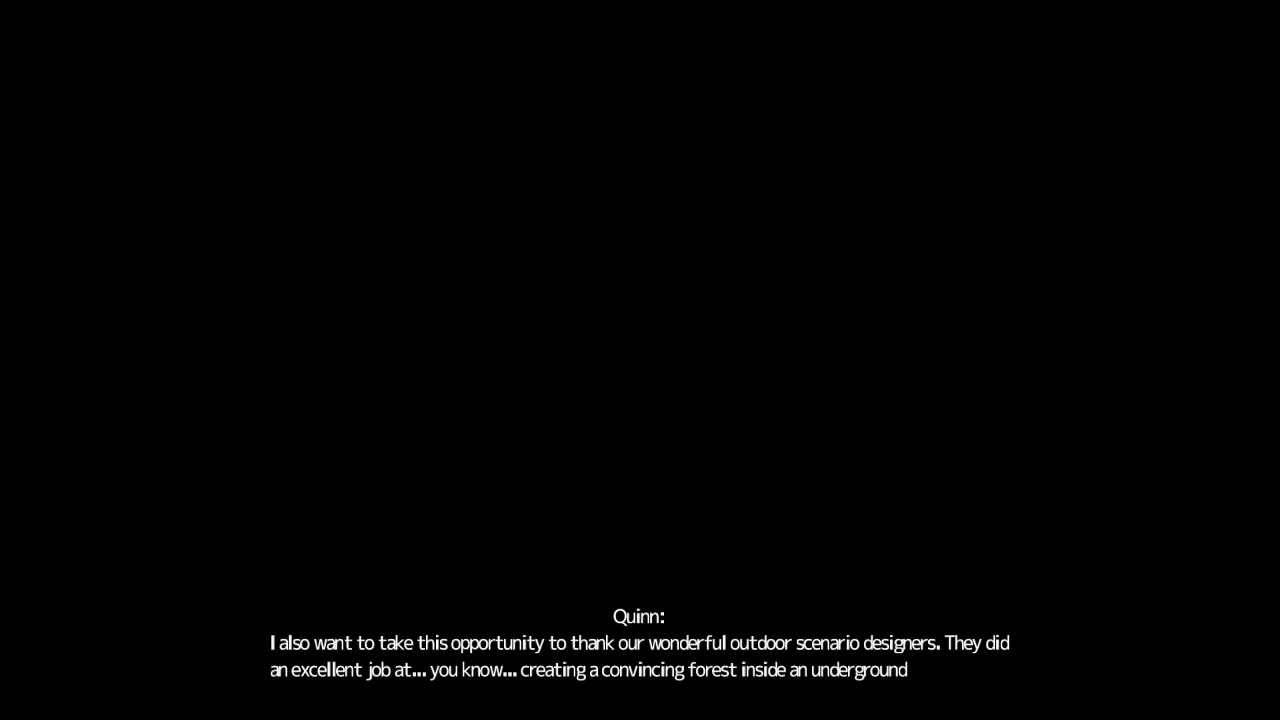 Quinn:
I also want to take this opportunity to thank our wonderful outdoor scenario designers. They did
an excellent job at... you know... creating a convincing forest inside an underground